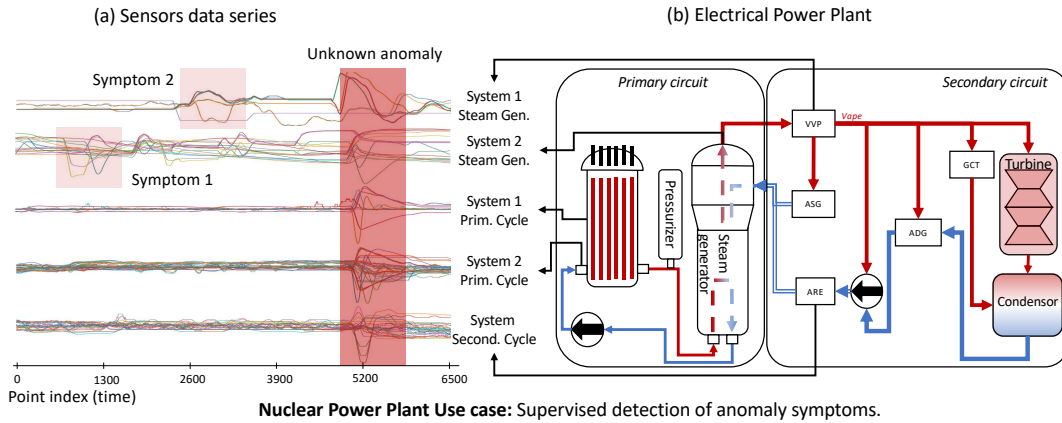 (a) Sensors data series
(b) Electrical Power Plant
Unknown anomaly
Symptom 2
Symptom 1
System 1
Steam Gen.
System 2
Steam Gen.
System 1
Prim. Cycle
System 2
Prim. Cycle
System
Second. Cycle
0 1300 2600 3900 5200 6500
Point index (time)
Primary circuit
Secondary circuit
Pressurizer
Steam
generator
VVP
Vape
ASG
GCT
ADG
ARE
Turbine
Condensor
Nuclear Power Plant Use case: Supervised detection of anomaly symptoms.